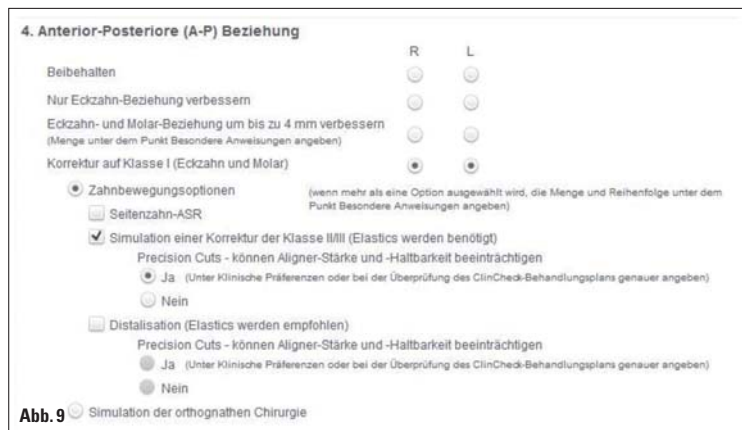 4. Anterior-Posteriore (A-P) Beziehung
R L
Beibehalten
Nur Eckzahn-Beziehung verbessern
Eckzahn- und Molar-Beziehung um bis zu 4 mm verbessern
(Menge unter dem Punkt Besondere Anweisungen angeben)
Korrektur auf Klasse I (Eckzahn und Molar)
Zahnbewegungsoptionen (wenn mehr als eine Option ausgewählt wird, die Menge und Reihenfolge unter dem
Punkt Besondere Anweisungen angeben)
Seitenzahn-ASR
Simulation einer Korrektur der Klasse II/III (Elastics werden benötigt)
Precision Cuts - können Aligner-Stärke und -Haltbarkeit beeinträchtigen
Ja (Unter Klinische Präferenzen oder bei der Überprüfung des ClinCheck-Behandlungsplans genauer angeben)
Nein
Distalisation (Elastics werden empfohlen)
Precision Cuts - können Aligner-Stärke und -Haltbarkeit beeinträchtigen
Ja (Unter Klinische Präferenzen oder bei der Überprüfung des ClinCheck-Behandlungsplans genauer angeben)
Nein
Abb. 9 Simulation der orthognathen Chirurgie